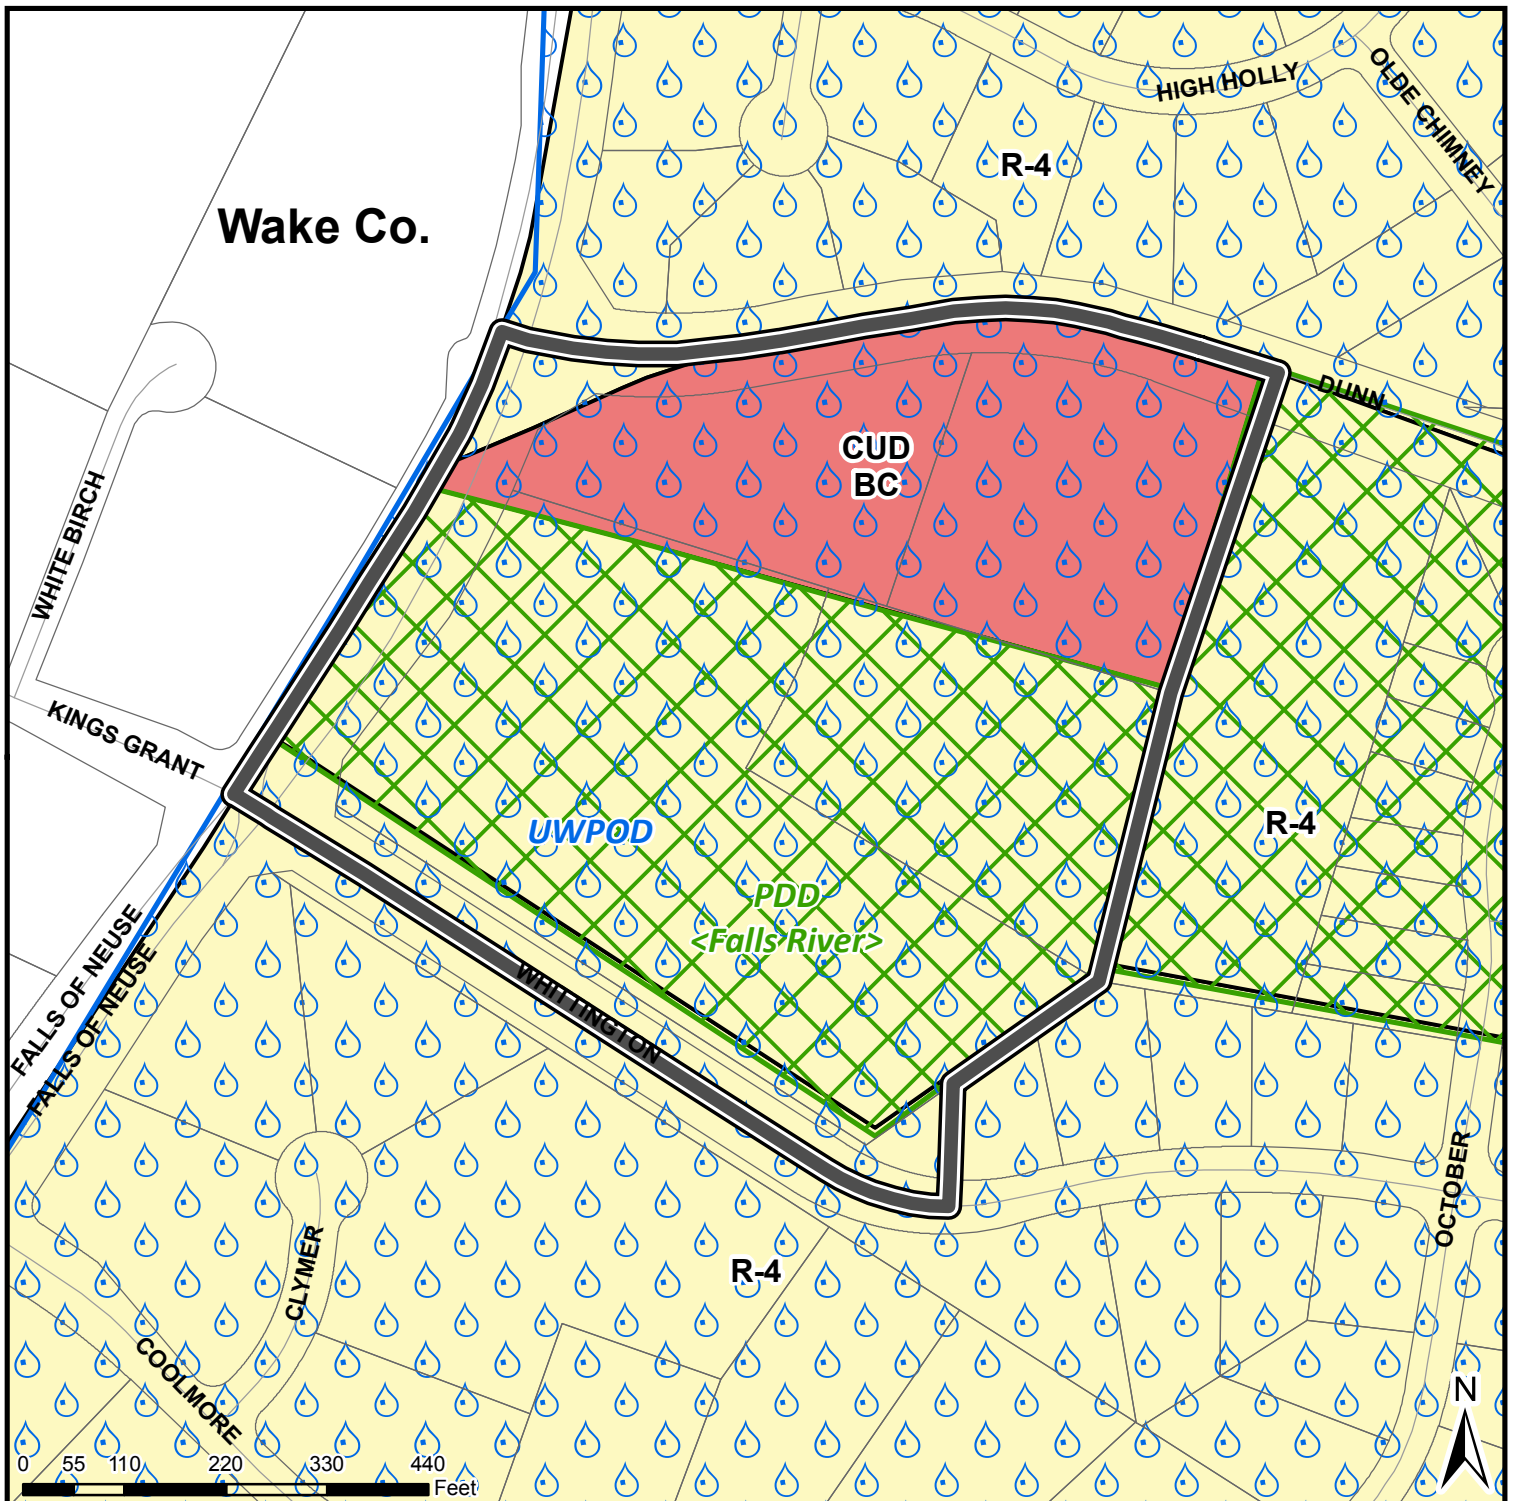 HIGH HOLLY
OLDE CHIMNEY
R-4
Wake Co.
DUNN
CUD
BC
WHITE BIRCH
KINGS GRANT
UWPOD
R-4
PDD
<Falls River>
FALLS OF NEUSE
FALLS OF NEUSE
WHITTINGTON
OCTOBER
CLYMER
R-4
COOLMORE
N
0 55 110 220 330 440
Feet